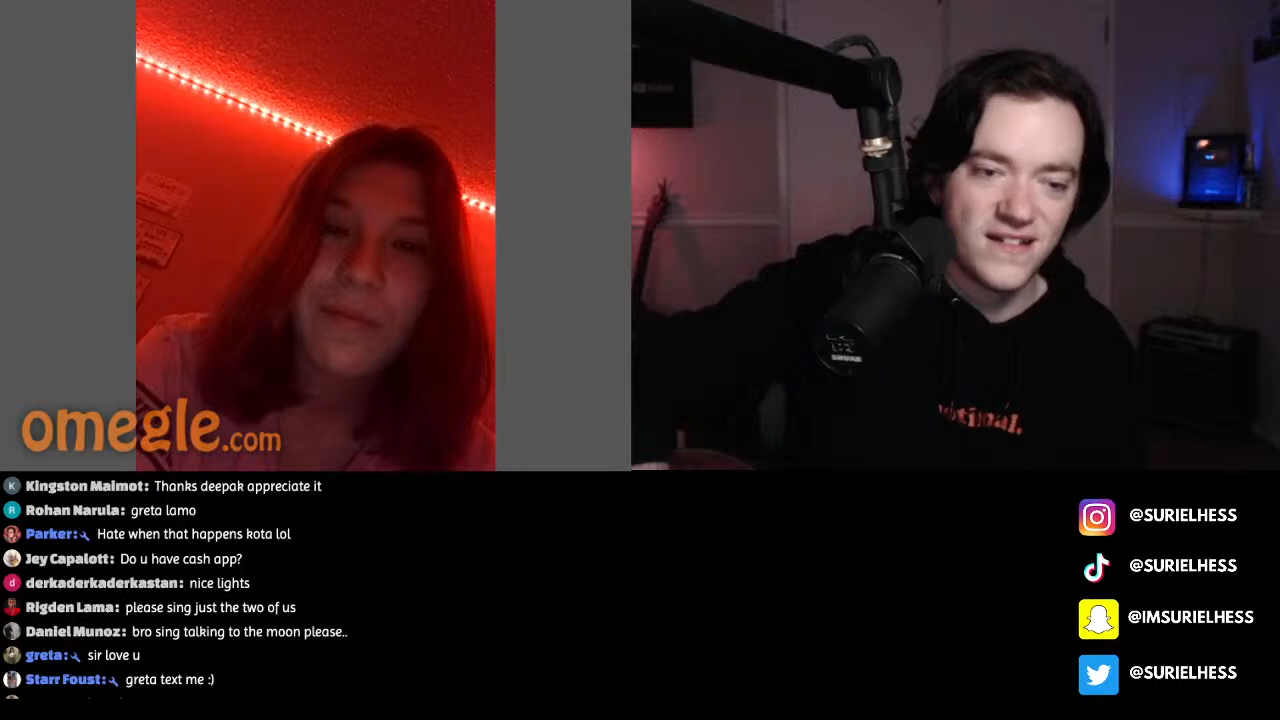 omegle.com
SHURE
Kingston Malmot: Thanks deepak appreciate it
Rohan Narula: greta lamo
Parker: Hate when that happens kota lol
Jey Capalott: Do u have cash app?
derkaderkaderkastan: nice lights
Rigden Lama: please sing just the two of us
Daniel Munoz: bro sing talking to the moon please..
greta: sir love u
Starr Foust: greta text me :)
@SURIELHESS
@SURIELHESS
@IMSURIELHESS
@SURIELHESS